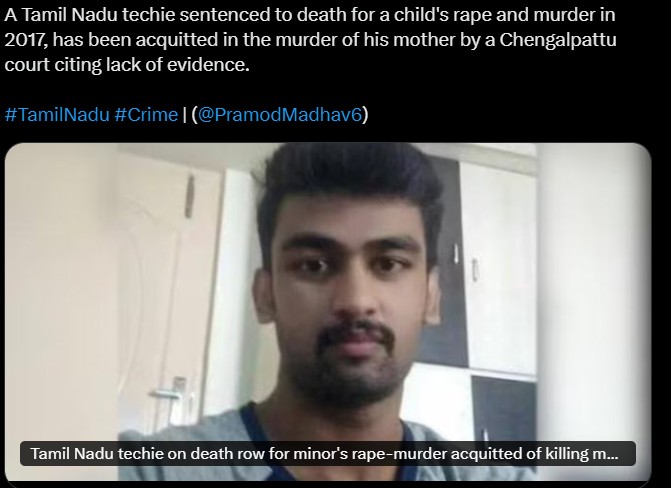 A Tamil Nadu techie sentenced to death for a child's rape and murder in
2017, has been acquitted in the murder of his mother by a Chengalpattu
court citing lack of evidence.
#TamilNadu #Crime | (@PramodMadhav6)
Tamil Nadu techie on death row for minor's rape-murder acquitted of killing m...